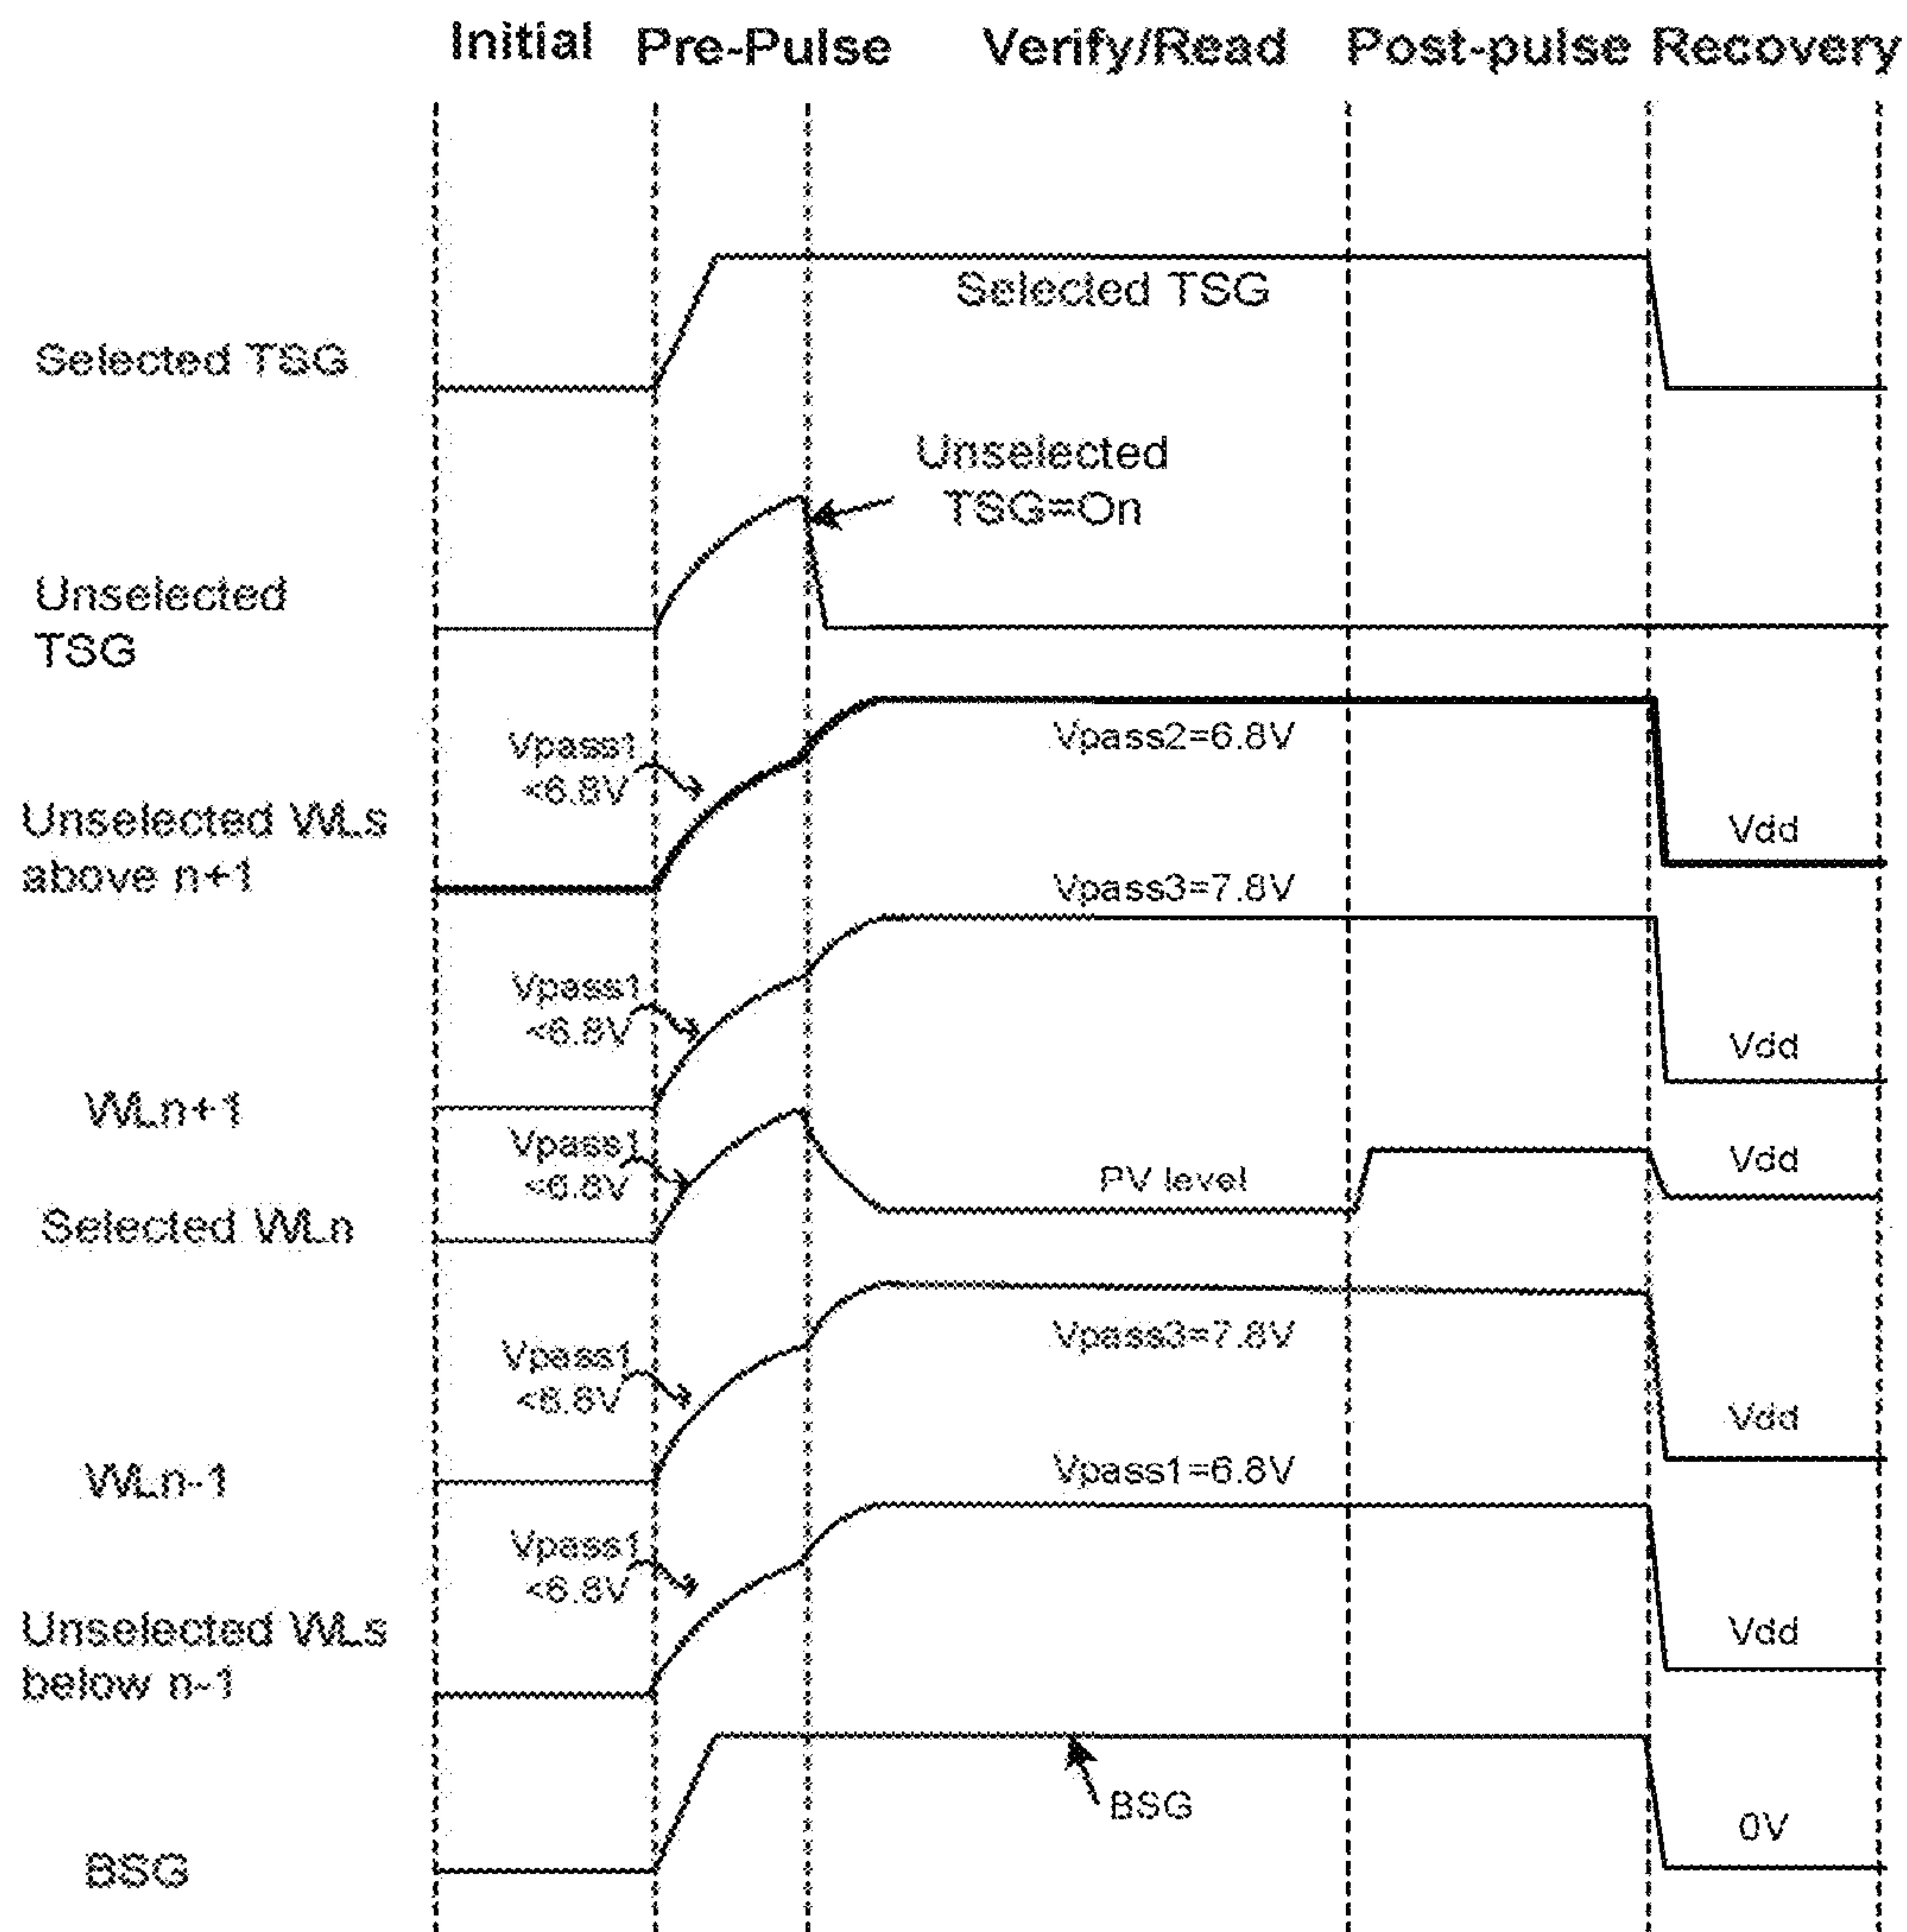 Initial Pre-Pulse Verify/Read Post-pulse Recovery
Selected TSG
Selected TSG
Unselected
TSG=On
Unselected
TSG
Vpass1
<6.8V
Vpass2=6.8V
Unselected WLs
above n+1
Vdd
Vpass3=7.8V
Vpass1
<6.8V
Vdd
WLn+1
Vpass1
<6.8V
PV level
Vdd
Selected WLn
Vpass1
<6.8V
Vpass3=7.8V
Vdd
WLn-1
Vpass1=6.8V
Vpass1
<6.8V
Unselected WLs
below n-1
Vdd
BSG
0V
BSG